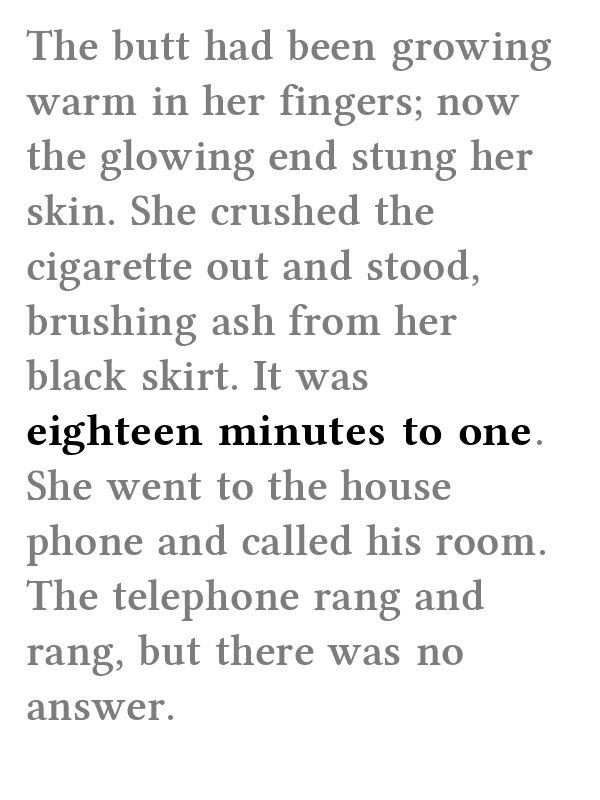 The butt had been growing
warm in her fingers; now
the glowing end stung her
skin. She crushed the
cigarette out and stood,
brushing ash from her
black skirt. It was
eighteen minutes to one.
She went to the house
phone and called his room.
The telephone rang and
rang, but there was no
answer.